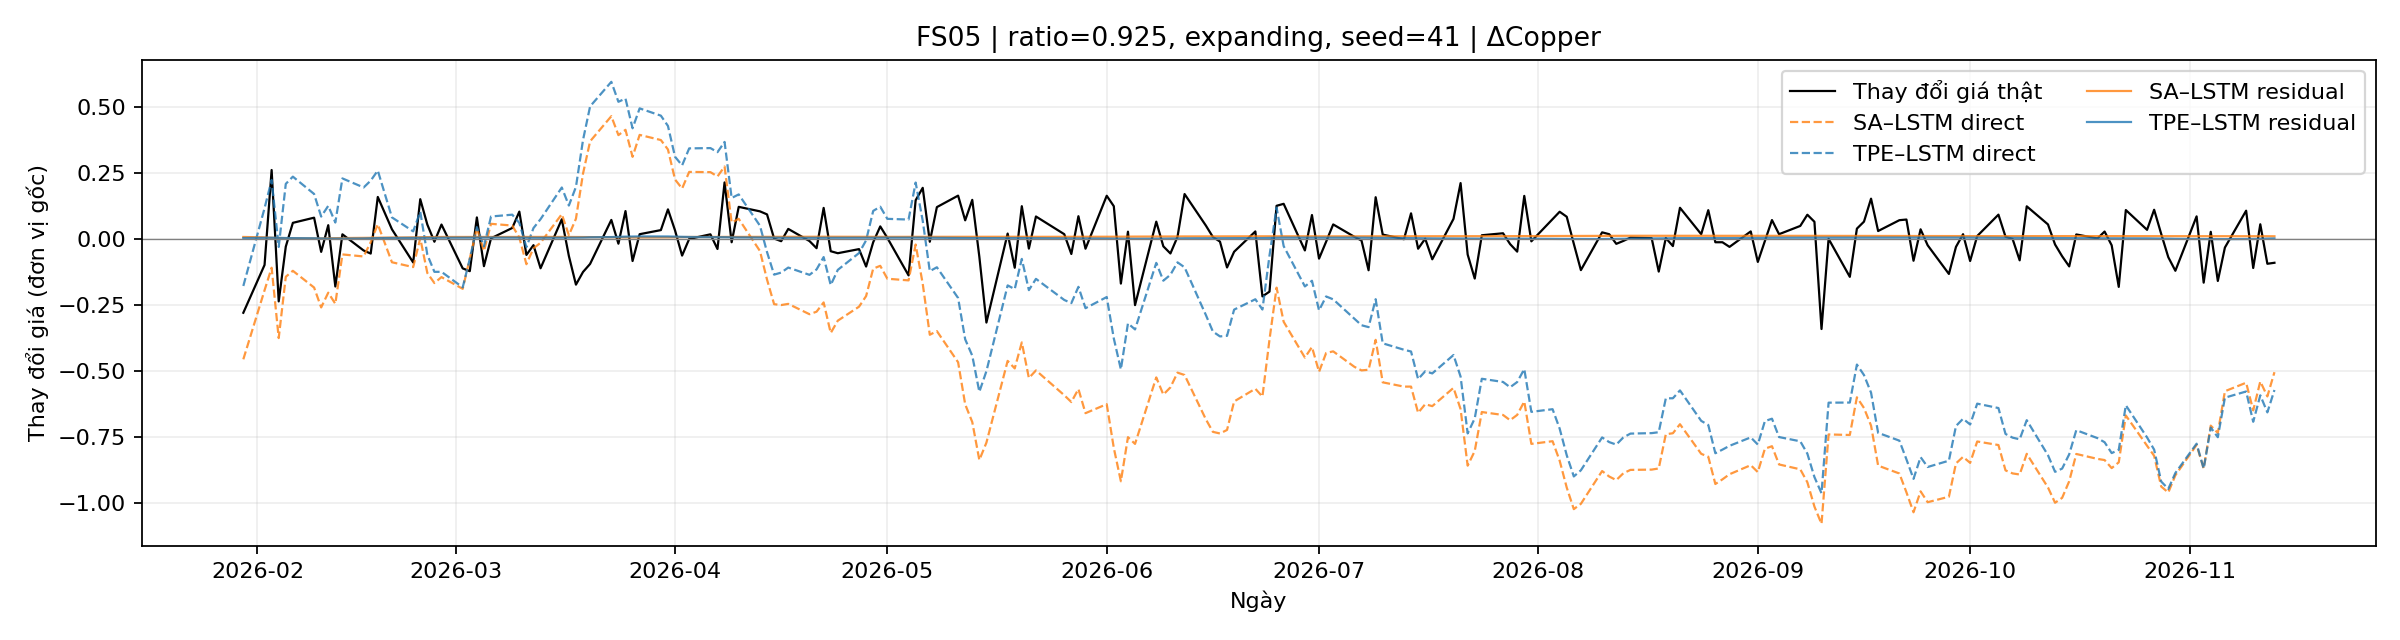 FS05 | ratio=0.925, expanding, seed=41 | ΔCopper
Thay đổi giá (đơn vị gốc)
0.50
0.25
0.00
−0.25
−0.50
−0.75
−1.00
Thay đổi giá thật
SA–LSTM direct
TPE–LSTM direct
SA–LSTM residual
TPE–LSTM residual
2026-02 2026-03 2026-04 2026-05 2026-06 2026-07 2026-08 2026-09 2026-10 2026-11
Ngày